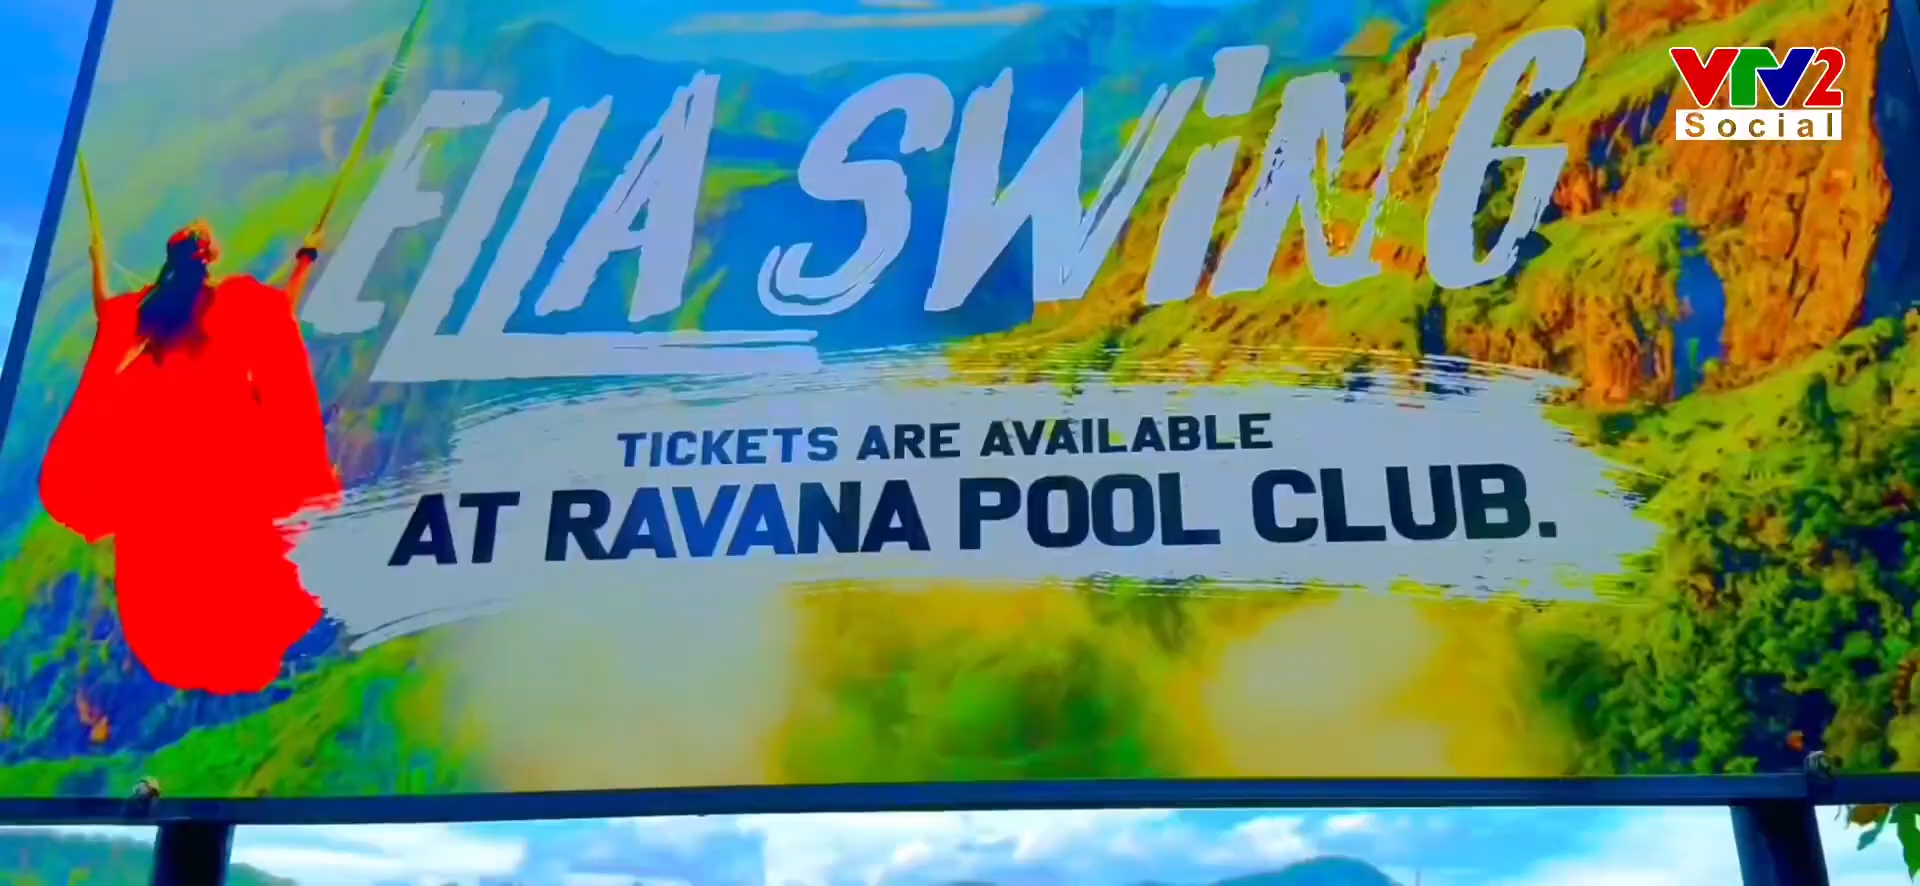 VTV2
Social
ELLA SWiNG
TICKETS ARE AVAILABLE
AT RAVANA POOL CLUB.